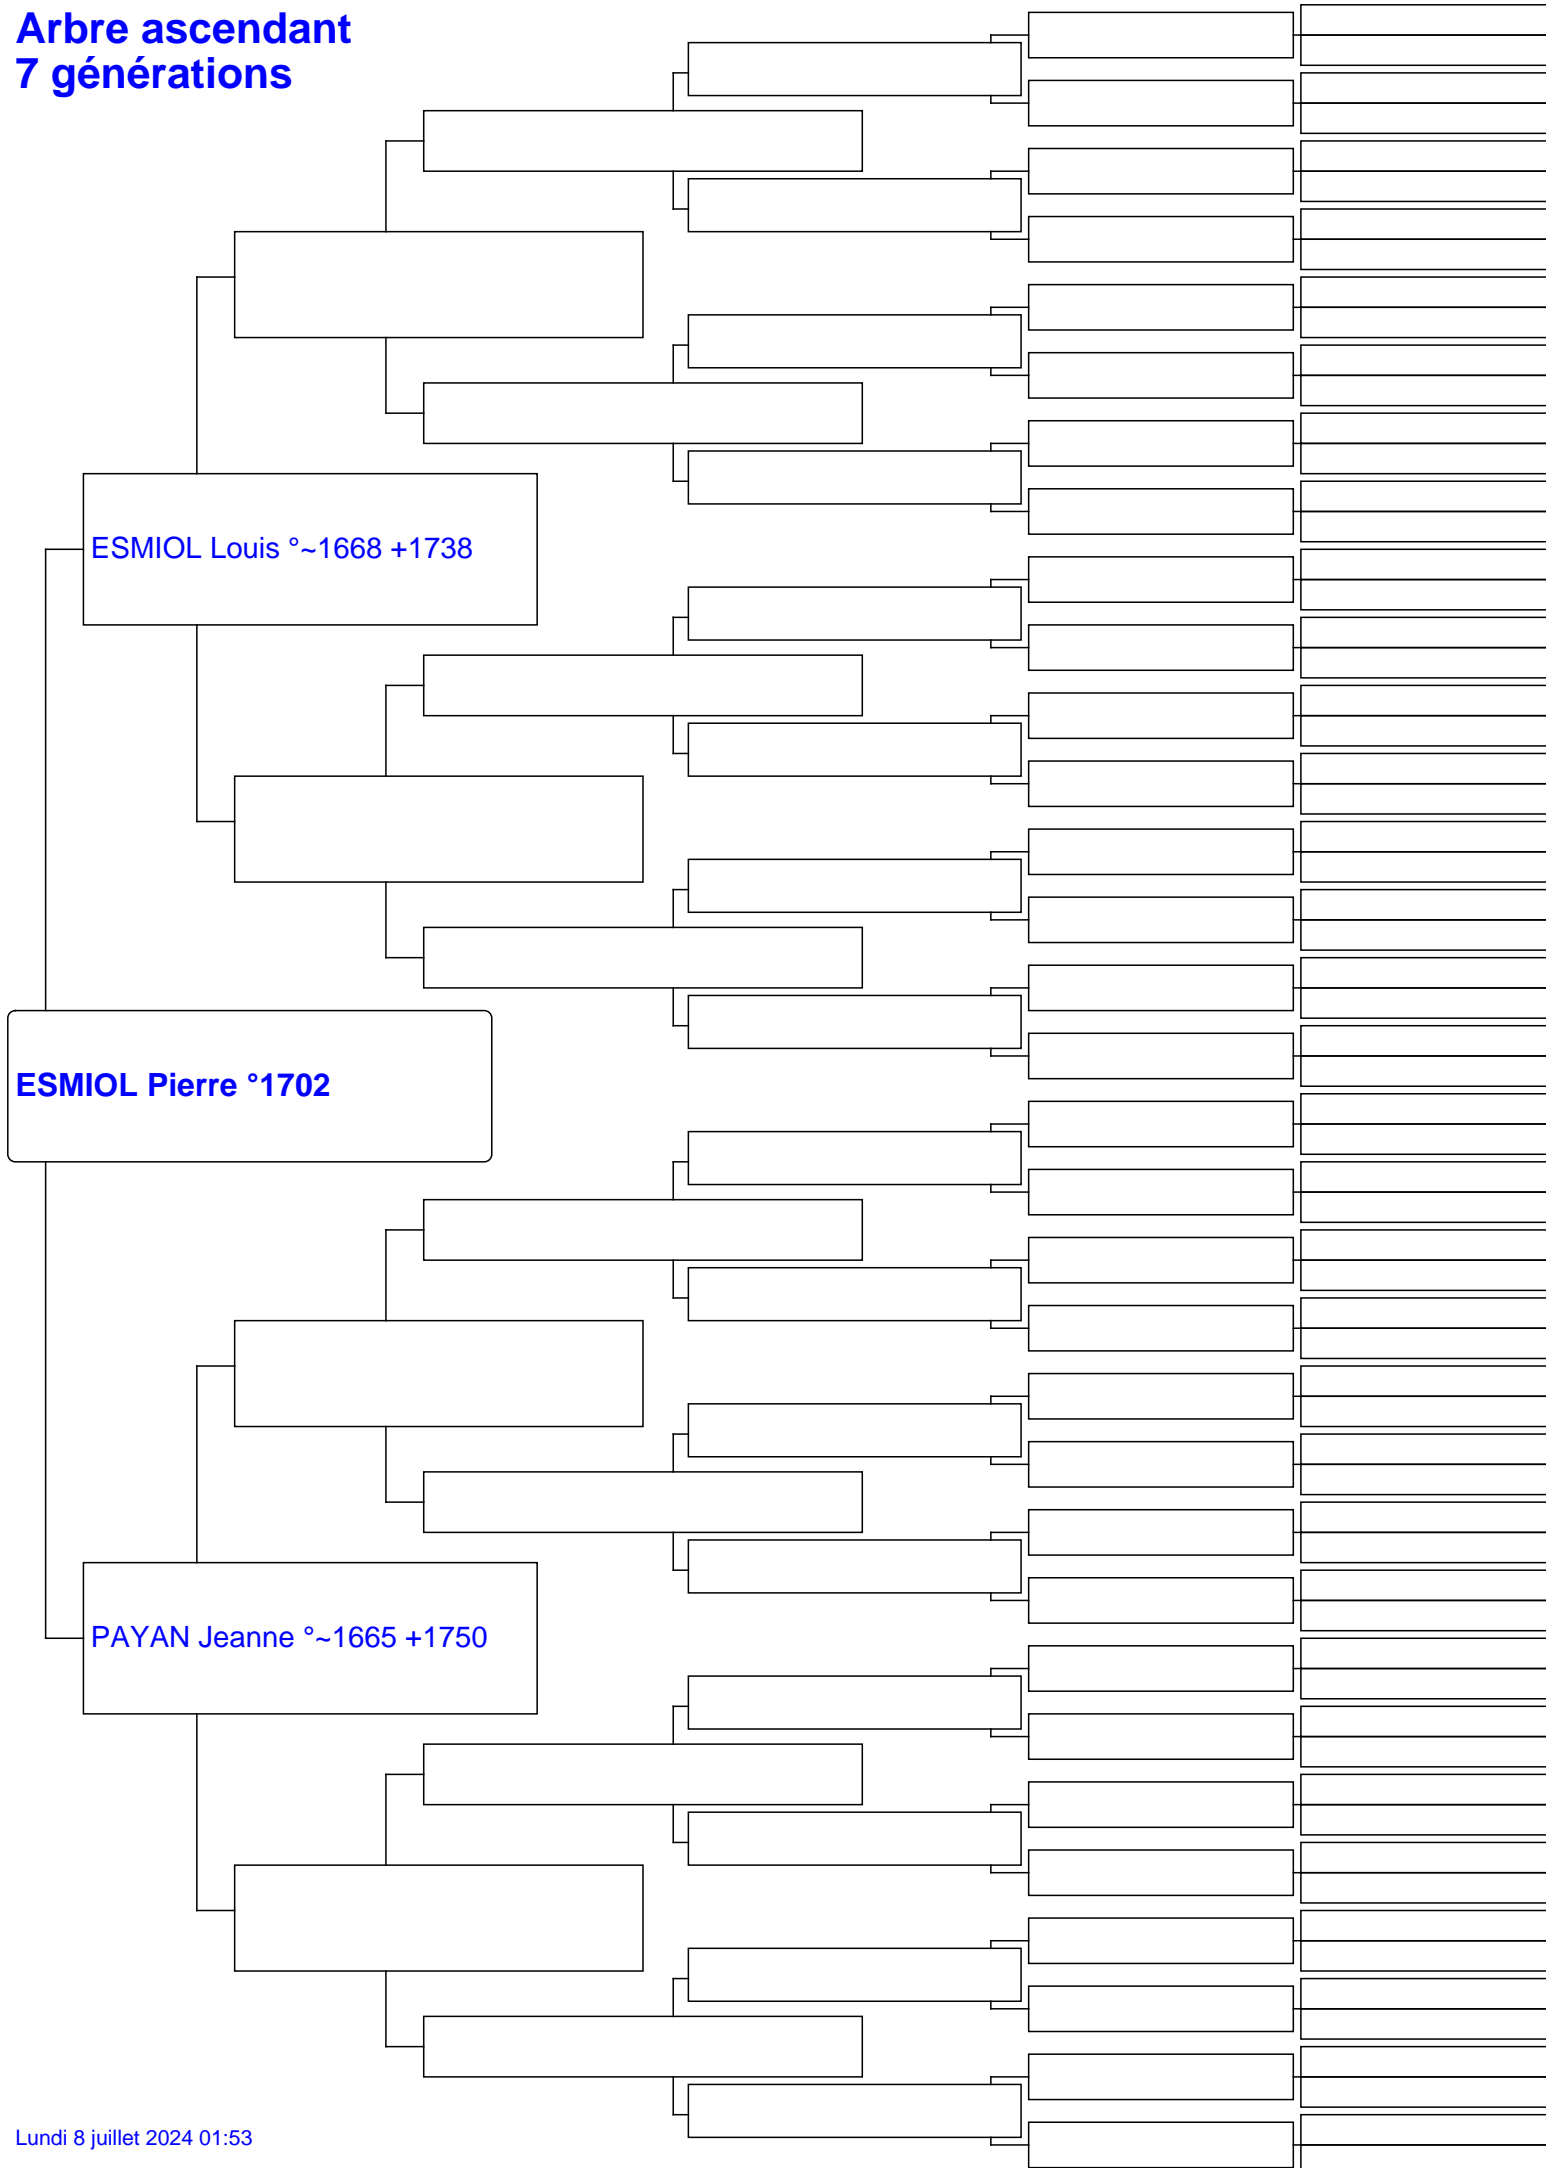 Arbre ascendant
7 générations
ESMIOL Louis °~1668 +1738
ESMIOL Pierre °1702
PAYAN Jeanne °~1665 +1750
Lundi 8 juillet 2024 01:53